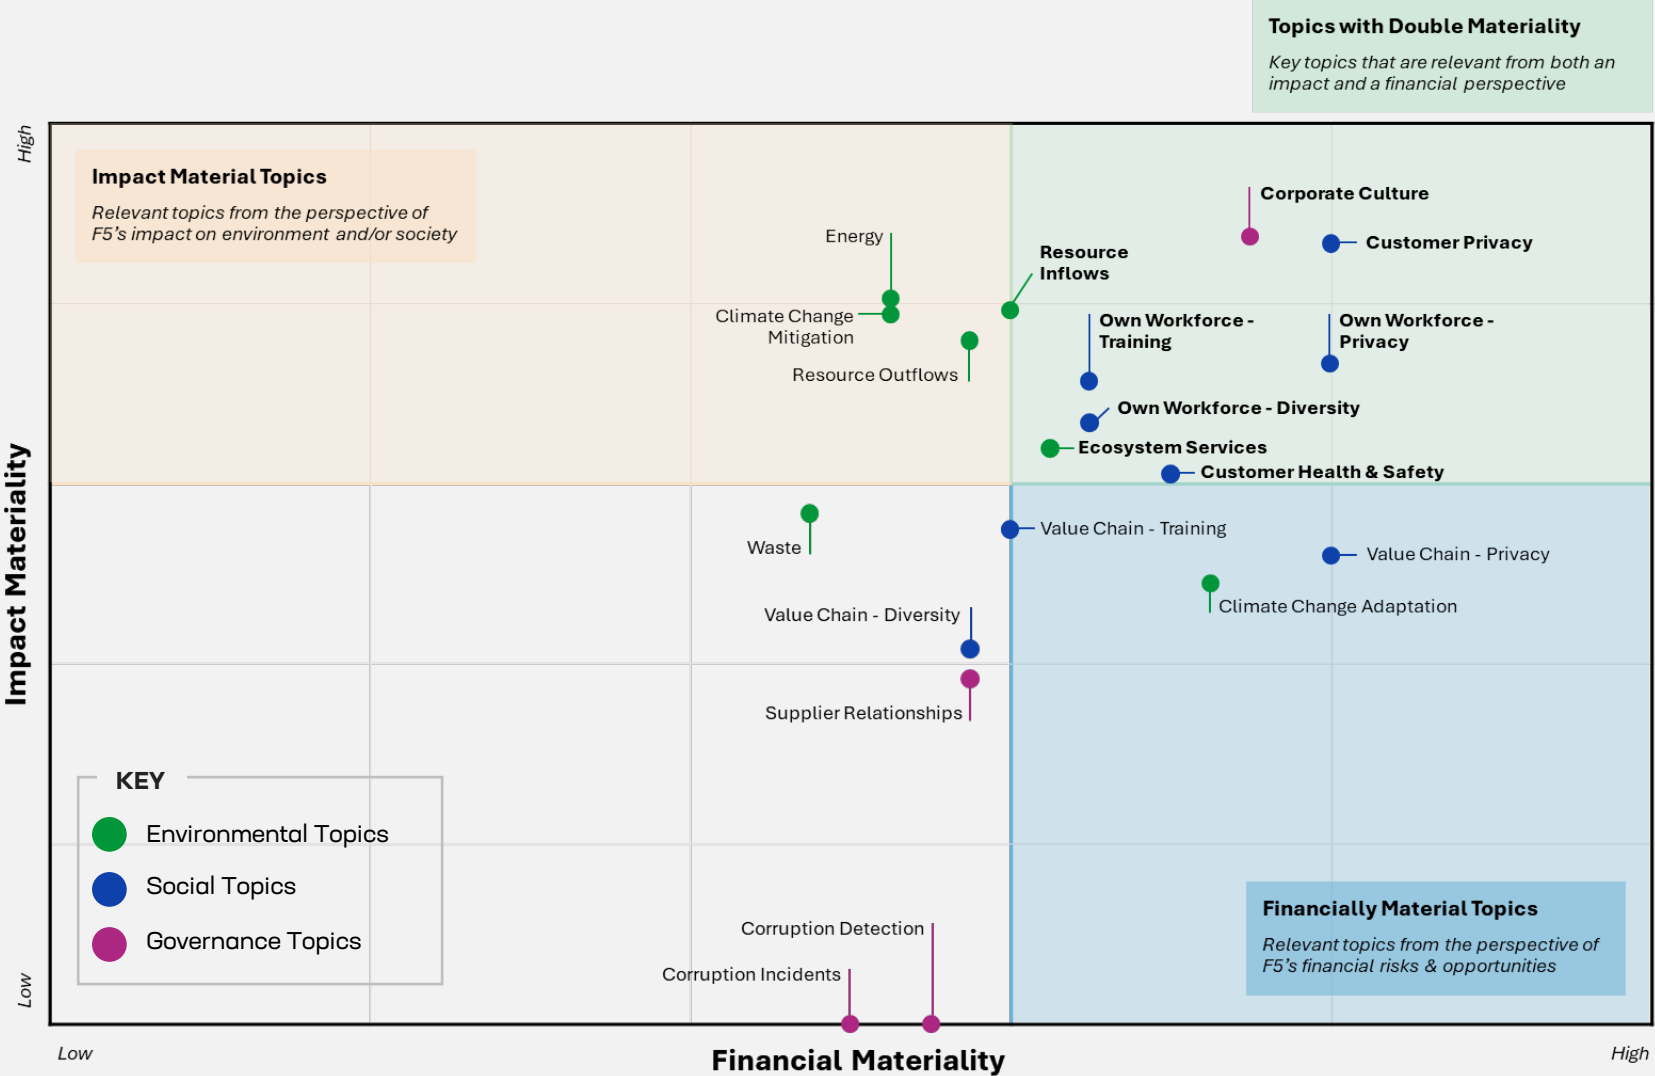 Topics with Double Materiality
Key topics that are relevant from both an
impact and a financial perspective
High
Impact Material Topics
Relevant topics from the perspective of
F5's impact on environment and/or society
Corporate Culture
Customer Privacy
Energy
Resource
Inflows
Climate Change
Mitigation
Own Workforce -
Training
Own Workforce -
Privacy
Resource Outflows
Own Workforce - Diversity
Ecosystem Services
Customer Health & Safety
Impact Materiality
Waste
Value Chain - Training
Value Chain - Privacy
Climate Change Adaptation
Value Chain - Diversity
Supplier Relationships
KEY
Environmental Topics
Social Topics
Governance Topics
Corruption Detection
Corruption Incidents
Financially Material Topics
Relevant topics from the perspective of
F5's financial risks & opportunities
Low
Low
Financial Materiality
High